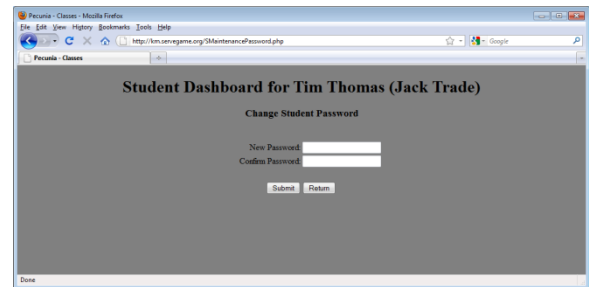 Pecunia - Classes - Mozilla Firefox
File Edit View History Bookmarks Tools Help
http://km.servegame.org/SMaintenancePassword.php
Google
Pecunia - Classes
Student Dashboard for Tim Thomas (Jack Trade)
Change Student Password
New Password
Confirm Password
Submit Return
Done